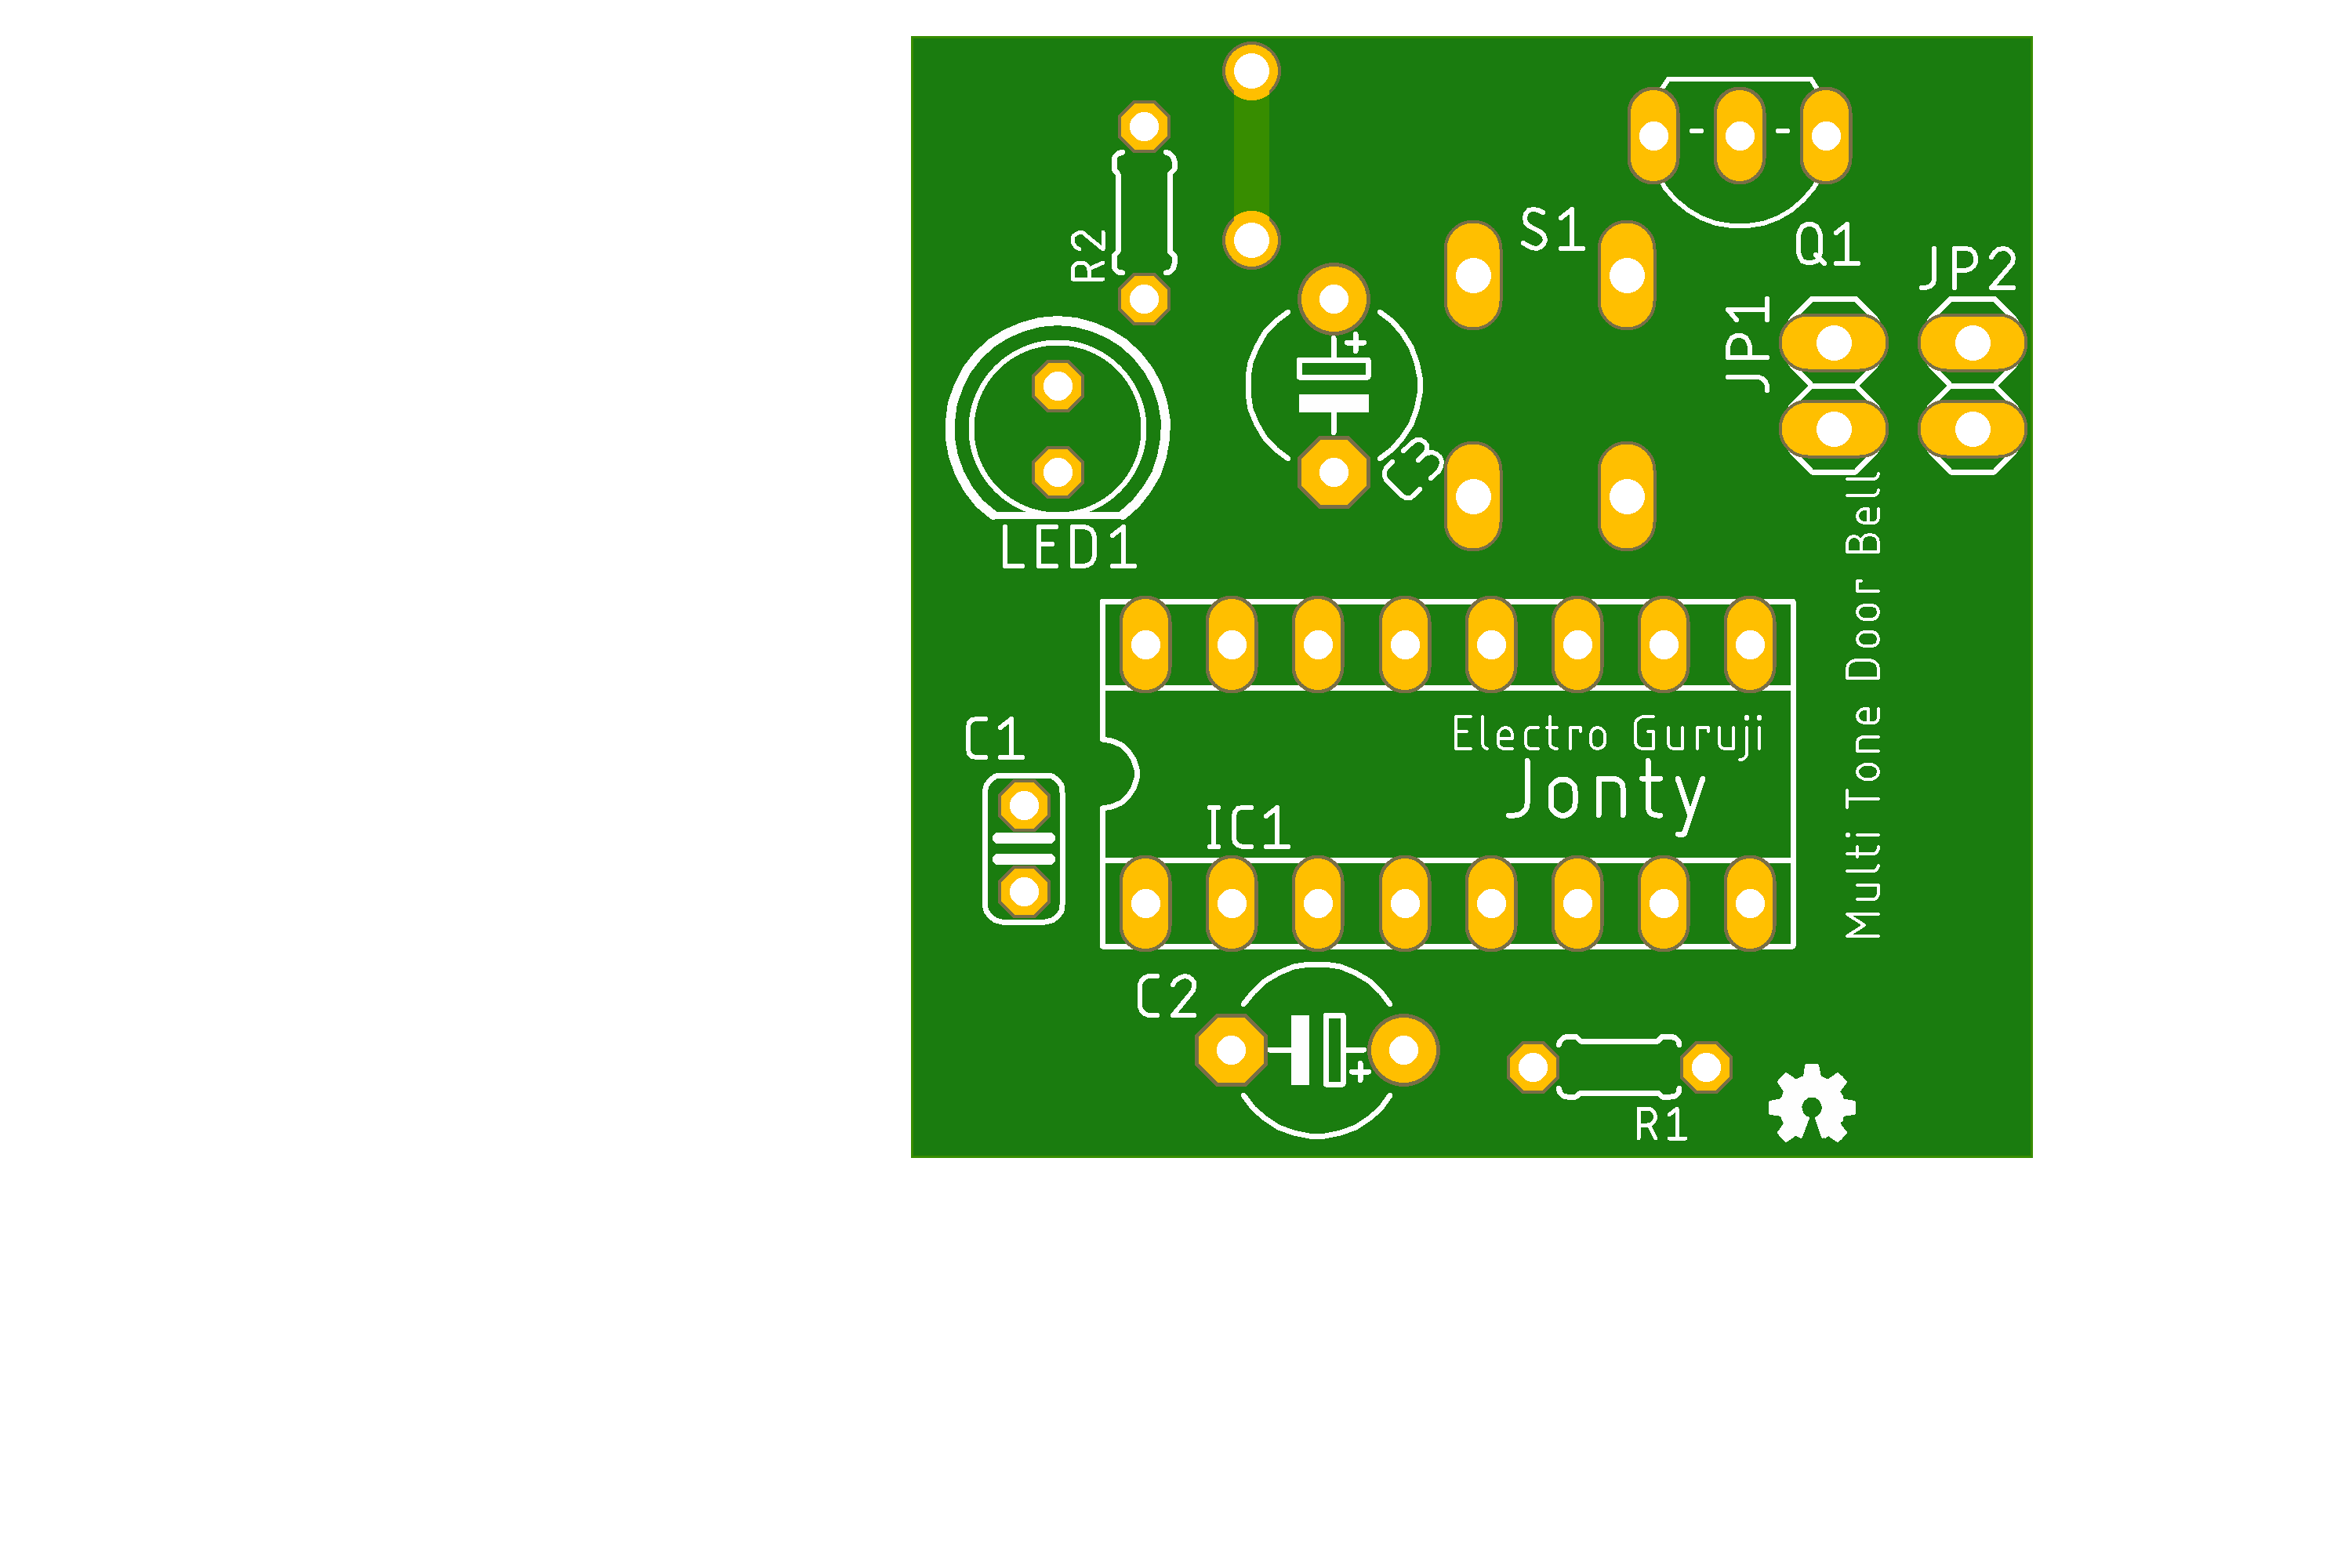 S1
Q1
R2
JP2
JP1
C3
LED1
Multi Tone Door Bell
C1
Electro Guruji
Jonty
IC1
C2
R1